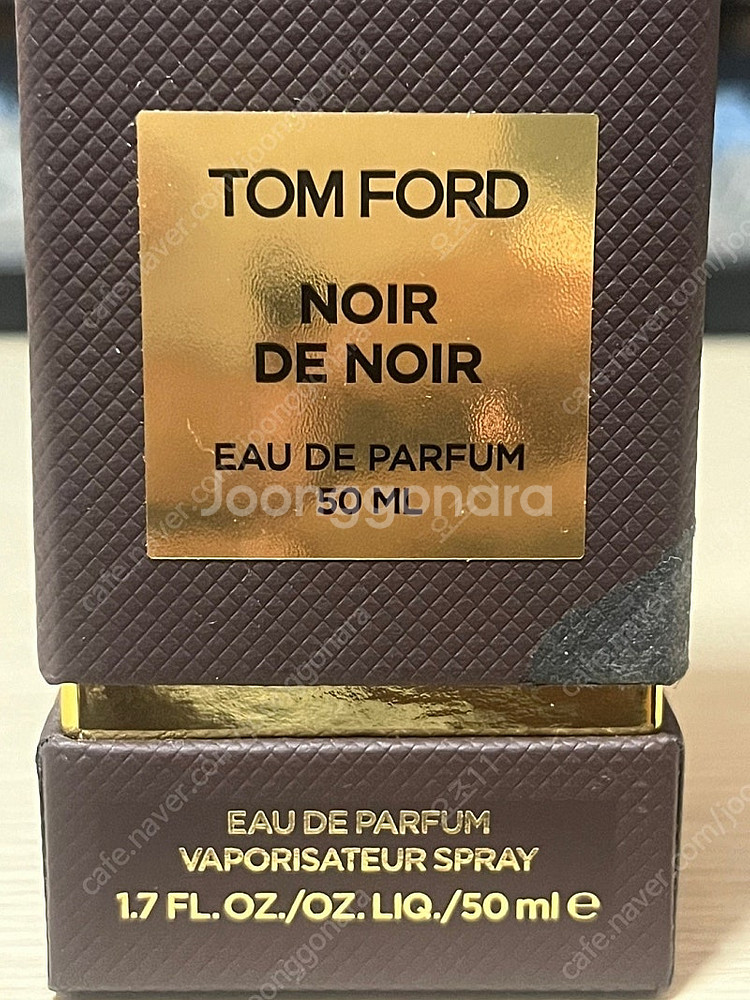 TOM FORD
NOIR
DE NOIR
EAU DE PARFUM
50 ML
Joonggonara
EAU DE PARFUM
VAPORISATEUR SPRAY
1.7 FL. OZ./OZ. LIQ./50 ml ℮